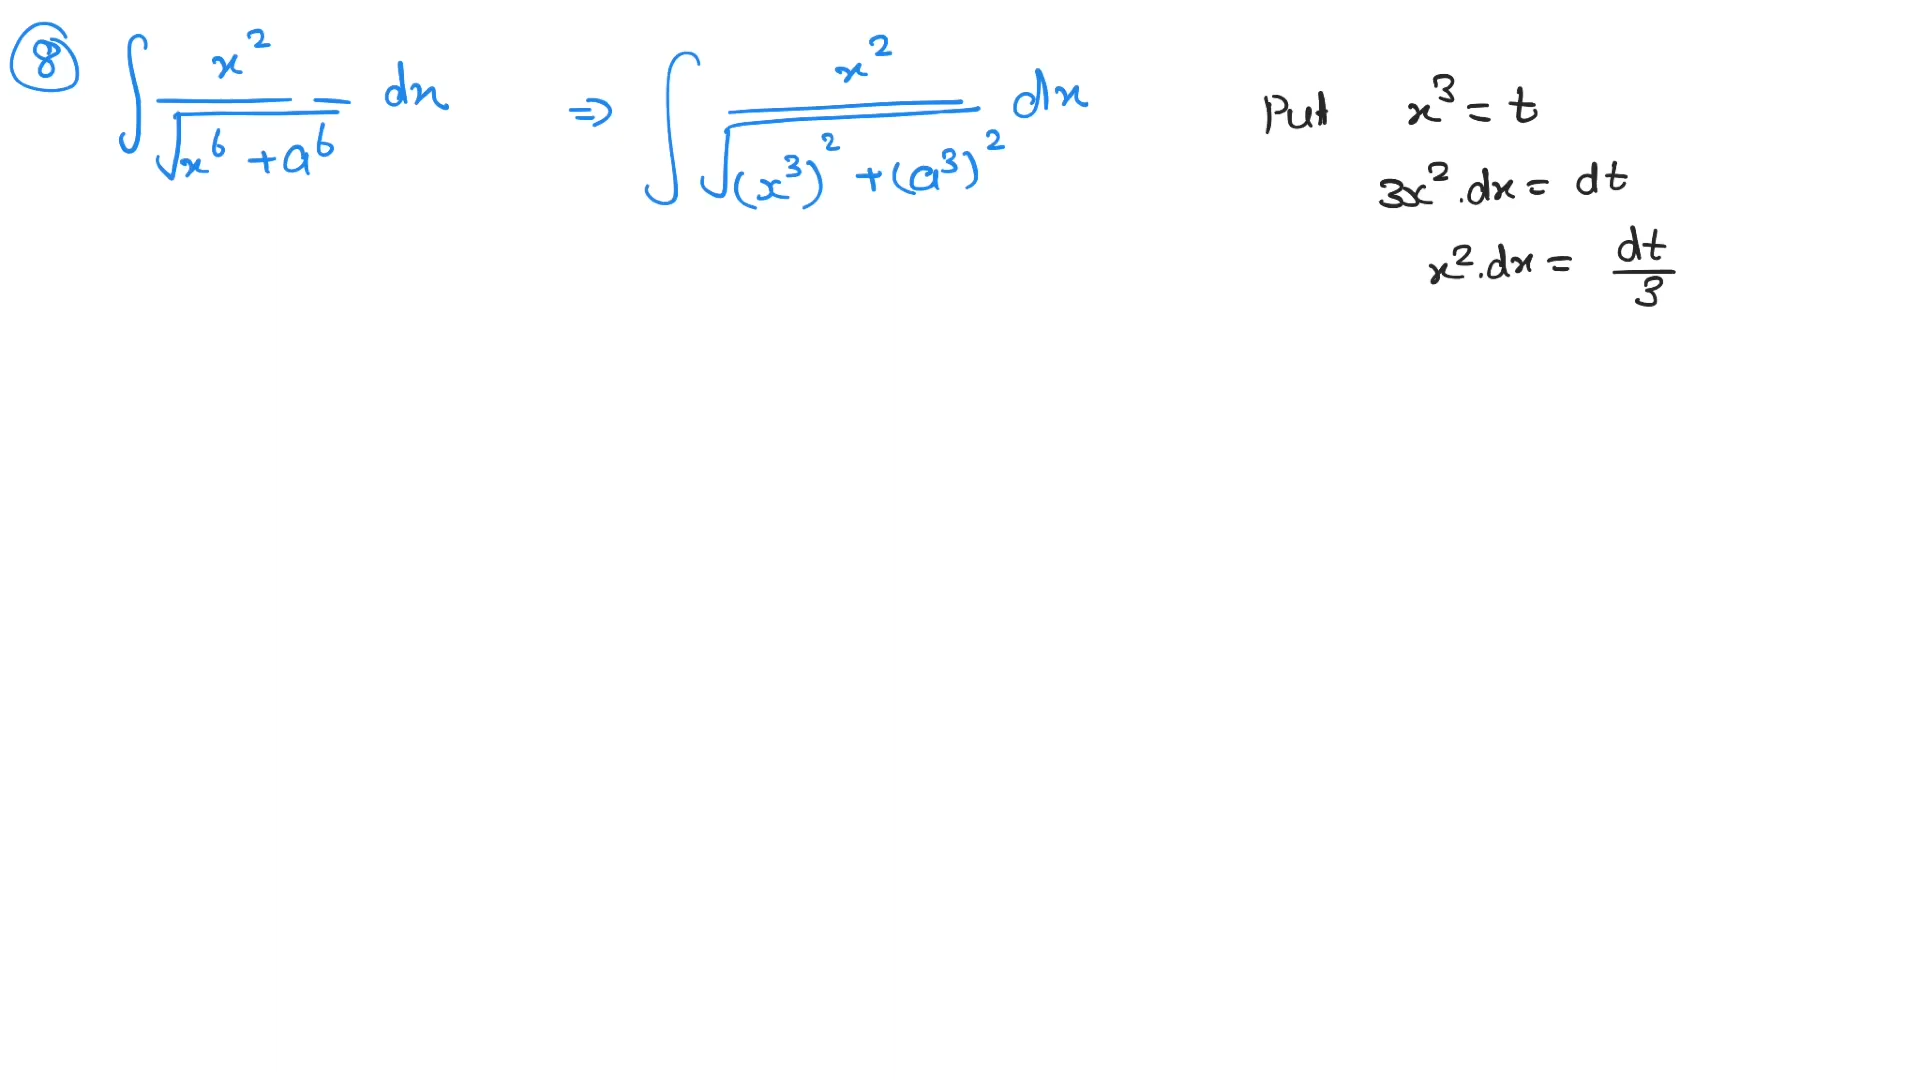 ⑧ ∫ x² / √(x⁶ + a⁶) dx ⇒ ∫ x² / √((x³)² + (a³)²) dx
Put x³ = t
3x².dx = dt
x².dx = dt/3